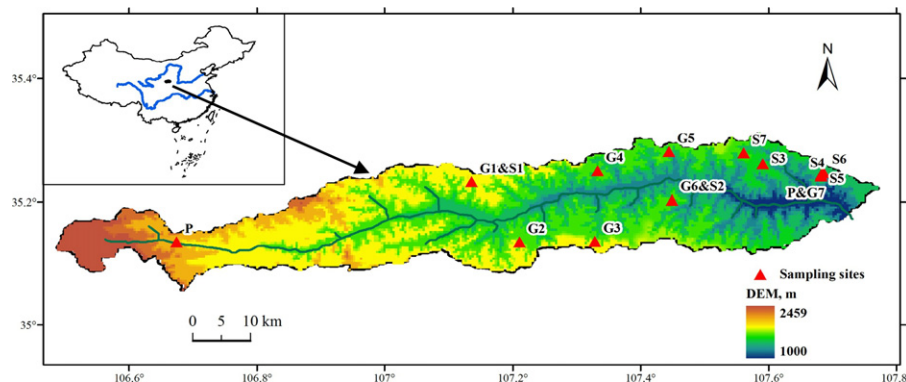 N
35.4°
35.2°
35°
G5
S7
S6
S4
S3
S5
G4
G1&S1
G6&S2
P&G7
P
G2
G3
Sampling sites
DEM, m
2459
1000
0 5 10 km
106.6° 106.8° 107° 107.2° 107.4° 107.6° 107.8°